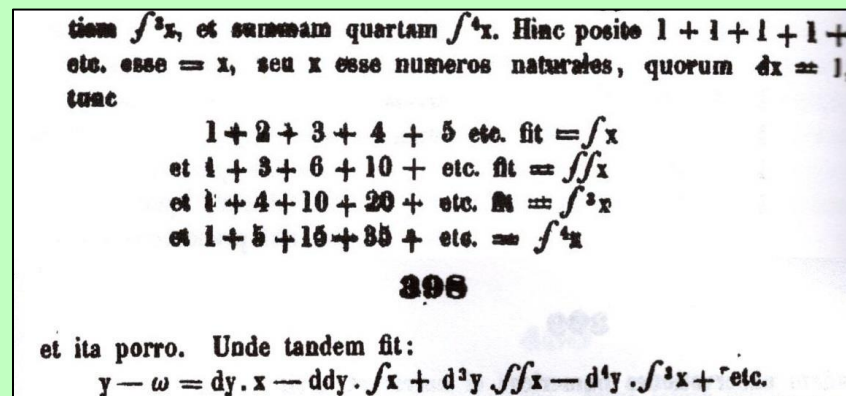 tiam ∫³x, et summam quartam ∫⁴x. Hinc posito 1 + 1 + 1 + 1 +
etc. esse = x, seu x esse numeros naturales, quorum dx = 1,
tunc
1 + 2 + 3 + 4 + 5 etc. fit = ∫x
et 1 + 3 + 6 + 10 + etc. fit = ∫∫x
et 1 + 4 + 10 + 20 + etc. fit = ∫³x
et 1 + 5 + 15 + 35 + etc. = ∫⁴x
398
et ita porro. Unde tandem fit:
y — ω = dy . x — ddy . ∫x + d³y ∫∫x — d⁴y . ∫³x + etc.